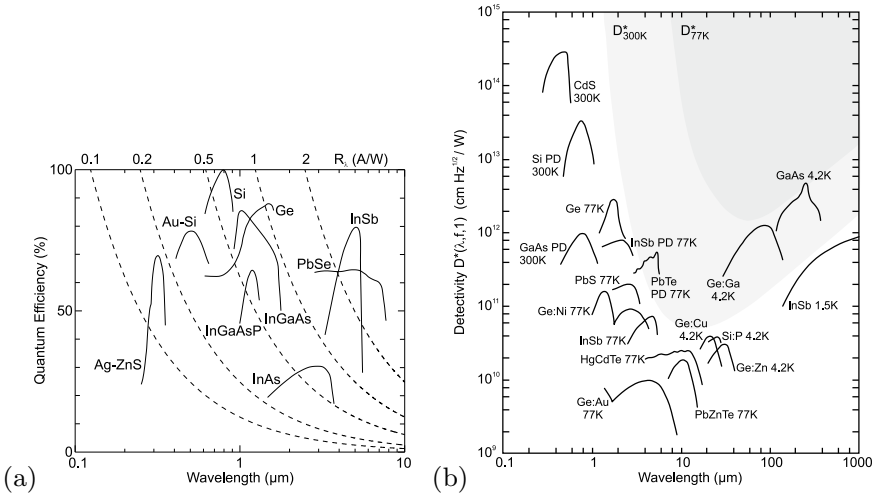 0.1 0.2 0.5 1 2 R_λ (A/W)
100
50
0%
Quantum Efficiency (%)
0.1
1
10
Wavelength (µm)
Si
Ge
Au-Si
InSb
PbSe
InGaAsP
InGaAs
Ag-ZnS
InAs
(a)
10^15
10^14
10^13
10^12
10^11
10^10
10^9
Detectivity D*(λ,f,1) (cm Hz^1/2 / W)
0.1
1
10
100
1000
Wavelength (µm)
D*300K
D*77K
CdS
300K
Si PD
300K
GaAs 4.2K
Ge 77K
InSb PD 77K
GaAs PD
300K
PbS 77K
PbTe
PD 77K
Ge:Ga
4.2K
InSb 1.5K
Ge:Ni 77K
InSb 77K
Ge:Cu
4.2K
Si:P 4.2K
HgCdTe 77K
Ge:Zn 4.2K
Ge:Au
77K
PbZnTe 77K
(b)